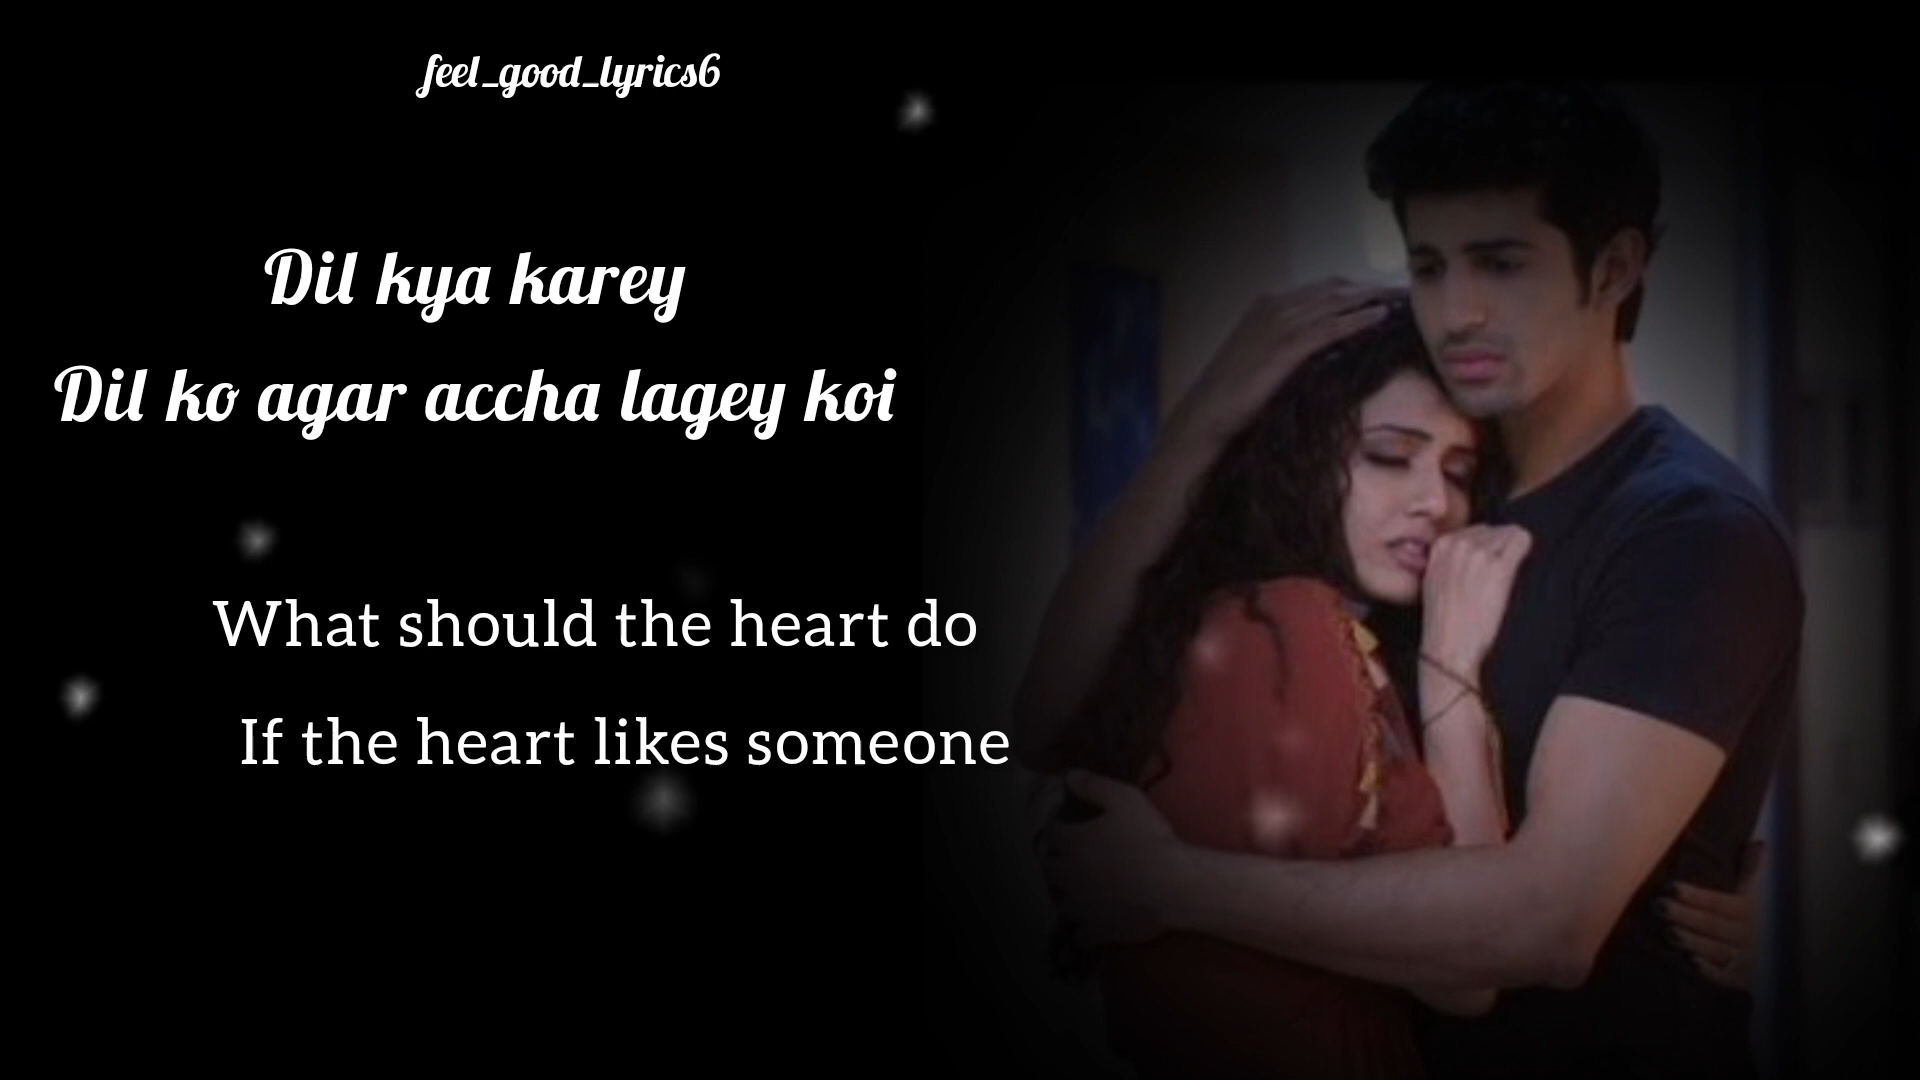 feel_good_lyrics6
Dil kya karey
Dil ko agar accha lagey koi
What should the heart do
If the heart likes someone